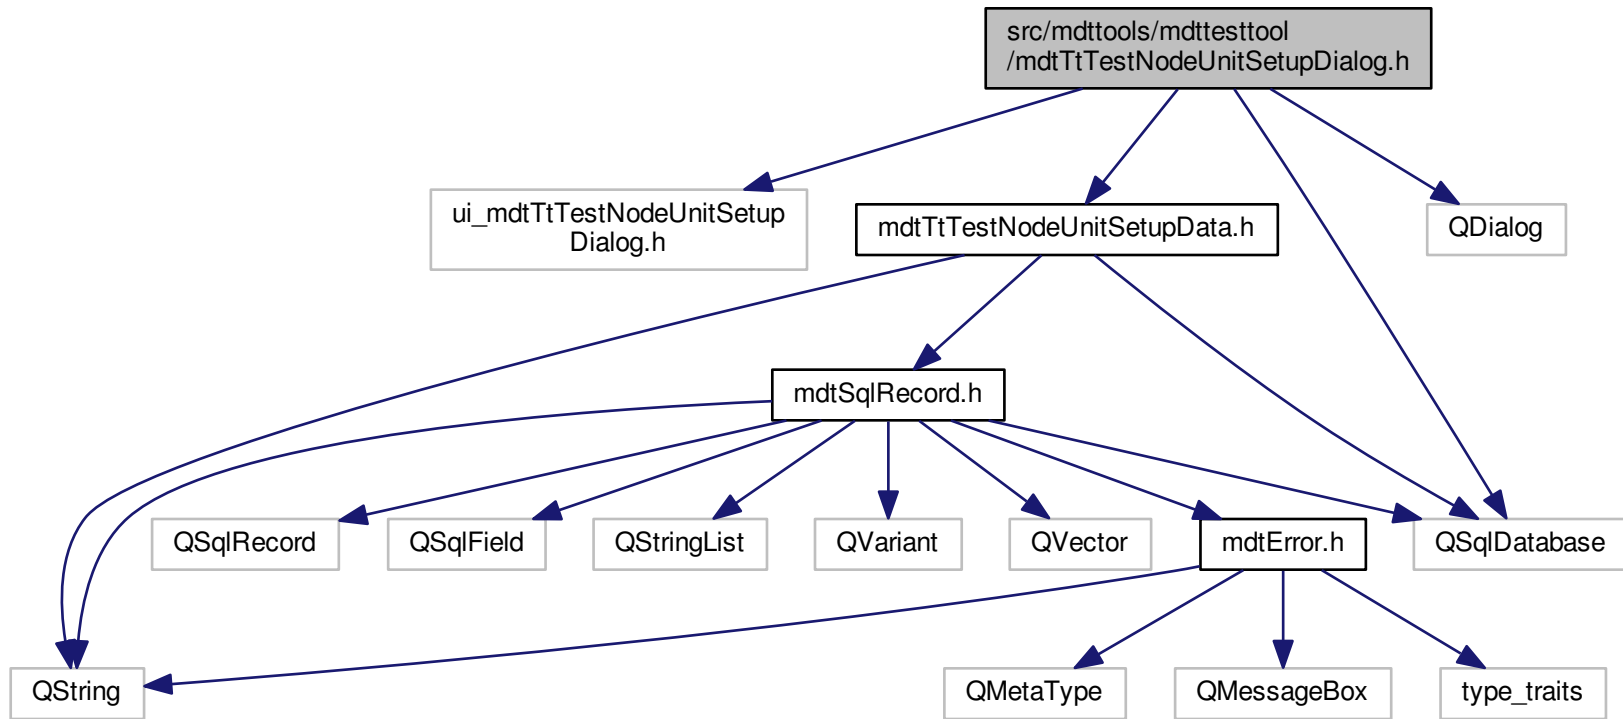 src/mdttools/mdttesttool
/mdtTtTestNodeUnitSetupDialog.h
ui_mdtTtTestNodeUnitSetup
Dialog.h
mdtTtTestNodeUnitSetupData.h
QDialog
mdtSqlRecord.h
QSqlRecord
QSqlField
QStringList
QVariant
QVector
mdtError.h
QSqlDatabase
QString
QMetaType
QMessageBox
type_traits